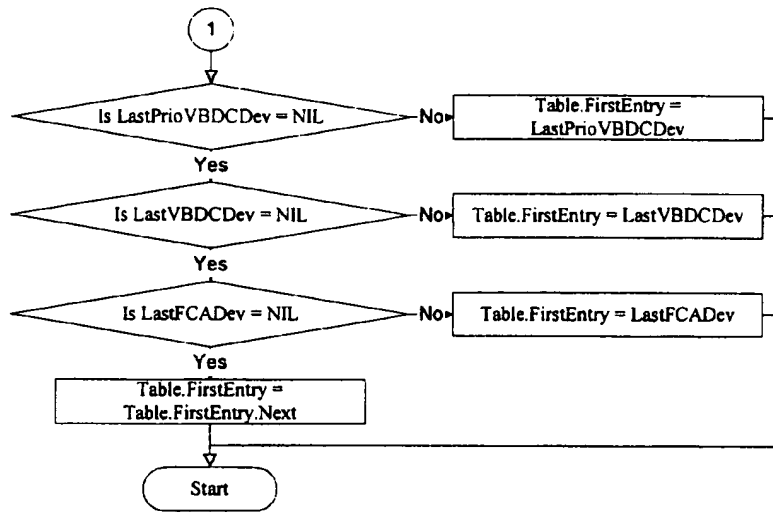 1
Is LastPrioVBDCDev = NIL
No
Table.FirstEntry =
LastPrioVBDCDev
Yes
Is LastVBDCDev = NIL
No
Table.FirstEntry = LastVBDCDev
Yes
Is LastFCADev = NIL
No
Table.FirstEntry = LastFCADev
Yes
Table.FirstEntry =
Table.FirstEntry.Next
Start